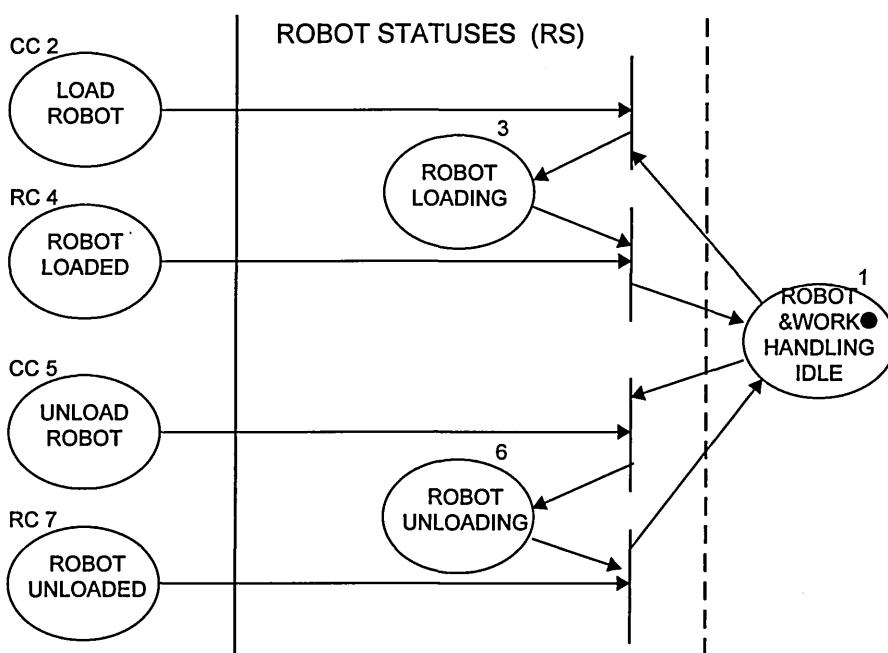 ROBOT STATUSES (RS)
CC 2
LOAD
ROBOT
3
ROBOT
LOADING
RC 4
ROBOT
LOADED
1
ROBOT
&WORK
HANDLING
IDLE
CC 5
UNLOAD
ROBOT
6
ROBOT
UNLOADING
RC 7
ROBOT
UNLOADED